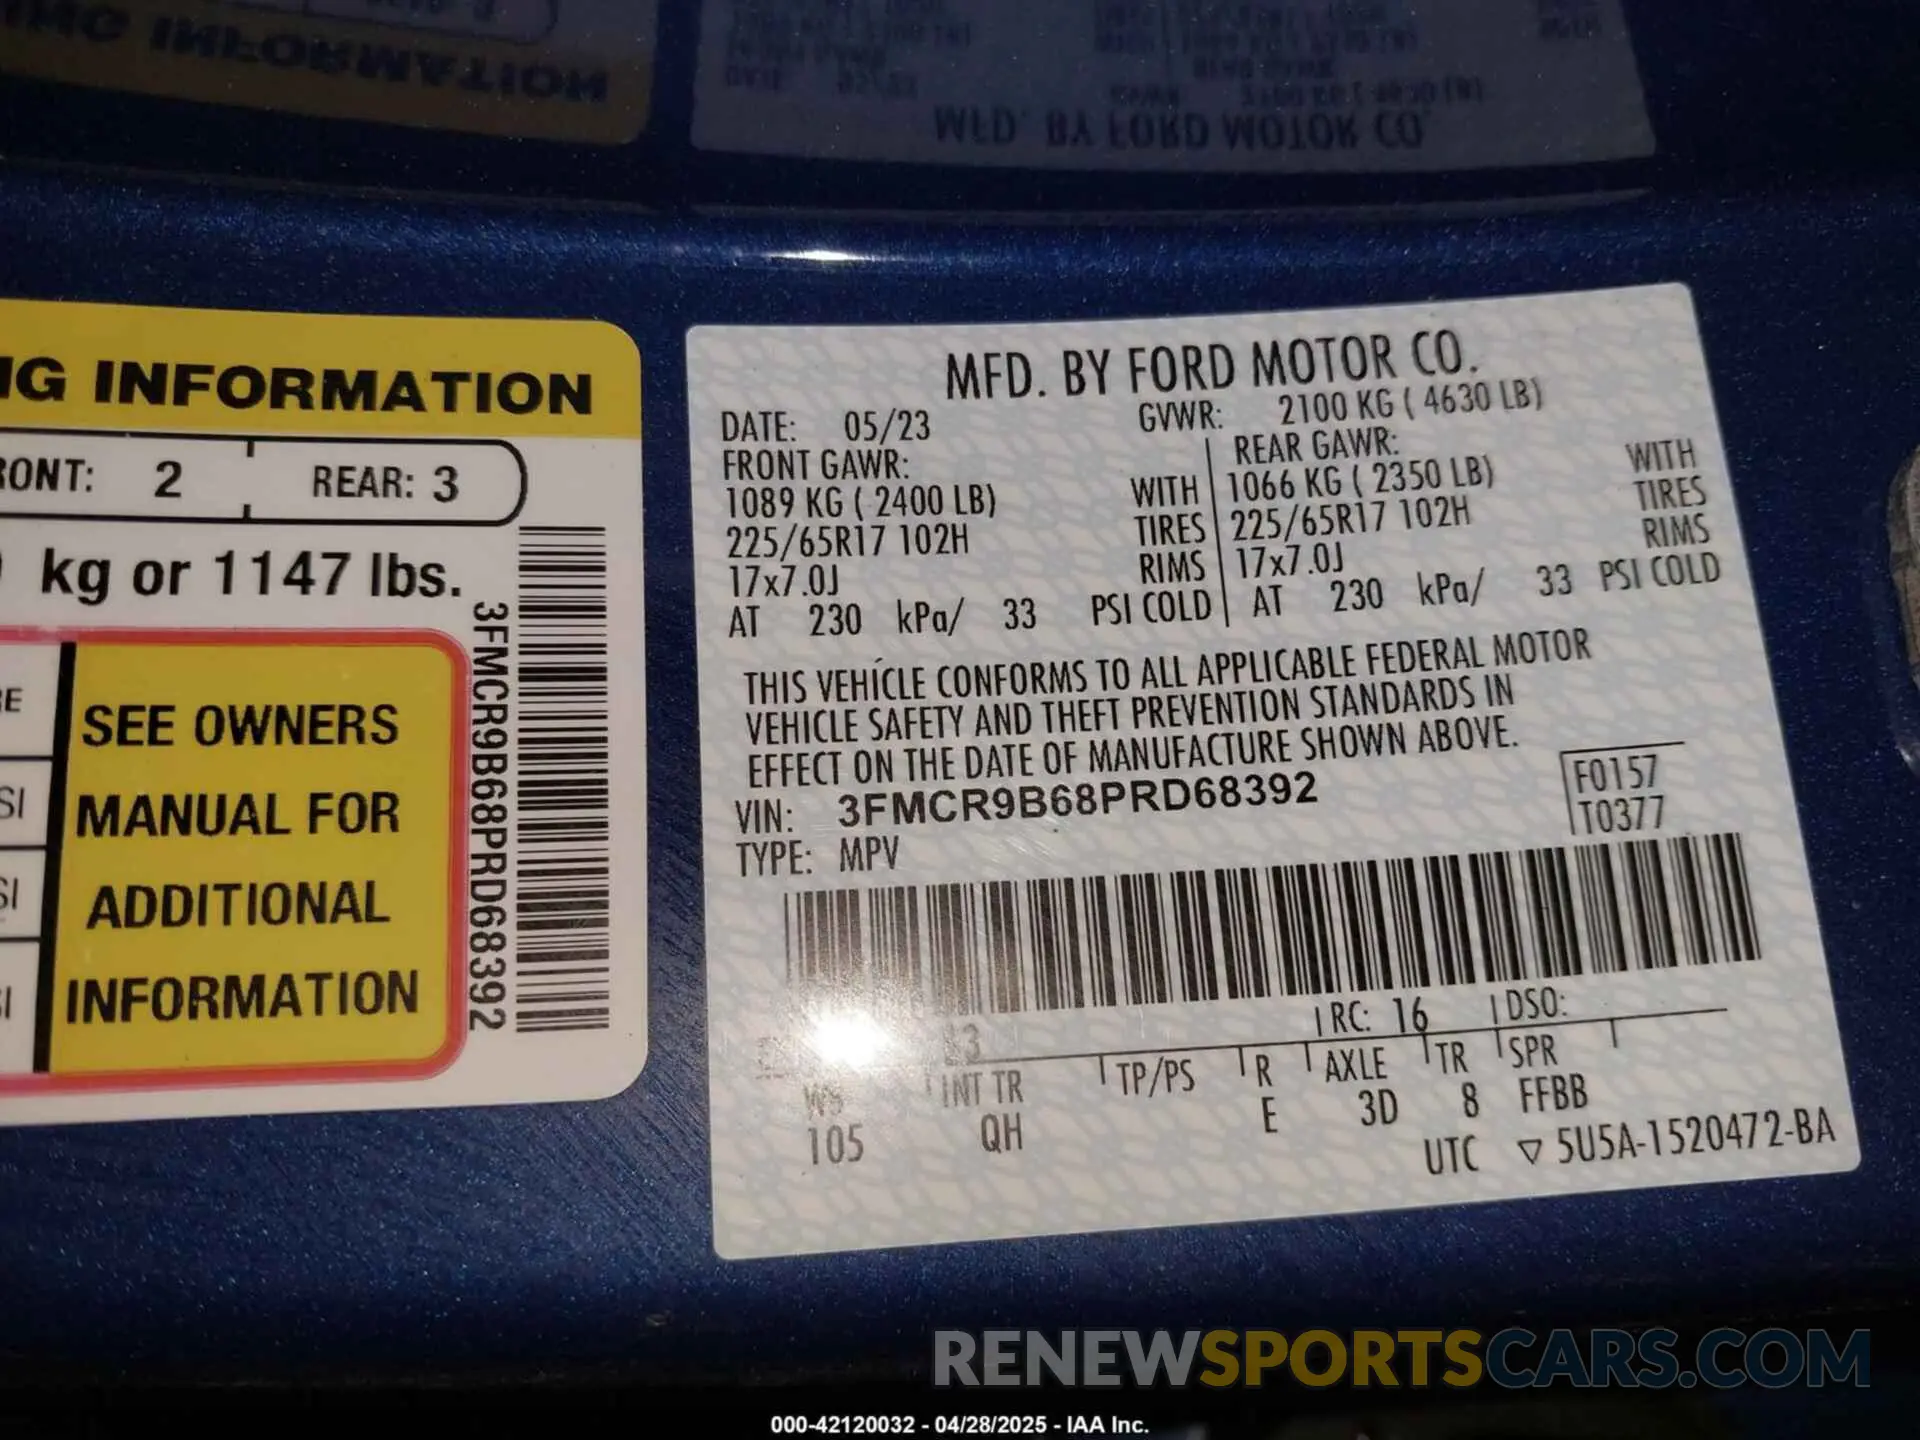 IG INFORMATION
RONT: 2 REAR: 3
kg or 1147 lbs.
SEE OWNERS
MANUAL FOR
ADDITIONAL
INFORMATION
RE
SI
SI
SI
3FMCR9B68PRD68392
MFD. BY FORD MOTOR CO.
DATE: 05/23 GVWR: 2100 KG ( 4630 LB)
FRONT GAWR: REAR GAWR:
1089 KG ( 2400 LB) WITH 1066 KG ( 2350 LB) WITH
225/65R17 102H TIRES 225/65R17 102H TIRES
17x7.0J RIMS 17x7.0J RIMS
AT 230 kPa/ 33 PSI COLD AT 230 kPa/ 33 PSI COLD
THIS VEHICLE CONFORMS TO ALL APPLICABLE FEDERAL MOTOR
VEHICLE SAFETY AND THEFT PREVENTION STANDARDS IN
EFFECT ON THE DATE OF MANUFACTURE SHOWN ABOVE.
VIN: 3FMCR9B68PRD68392 F0157
TYPE: MPV T0377
RC: 16 DSO:
WB INT TR TP/PS R AXLE TR SPR
105 QH E 3D 8 FFBB
UTC ▽ 5U5A-1520472-BA
RENEWSPORTSCARS.COM
000-42120032 - 04/28/2025 - IAA Inc.